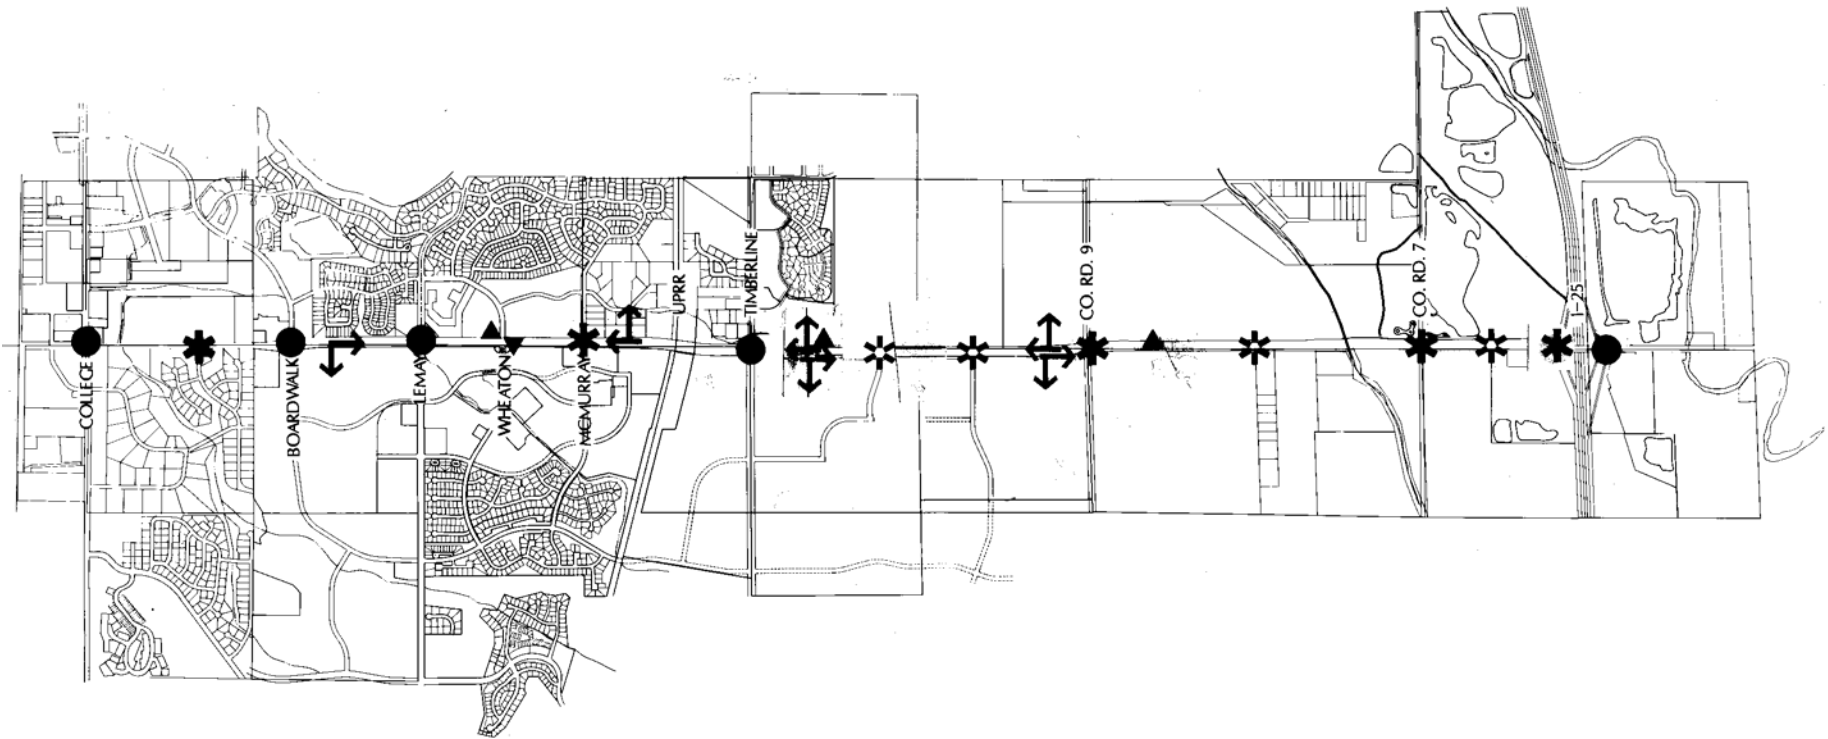 COLLEGE
BOARDWALK
LEMAY
WHEATON
MCMURRAY
UPRR
TIMBERLINE
CO. RD. 9
CO. RD. 7
I-25